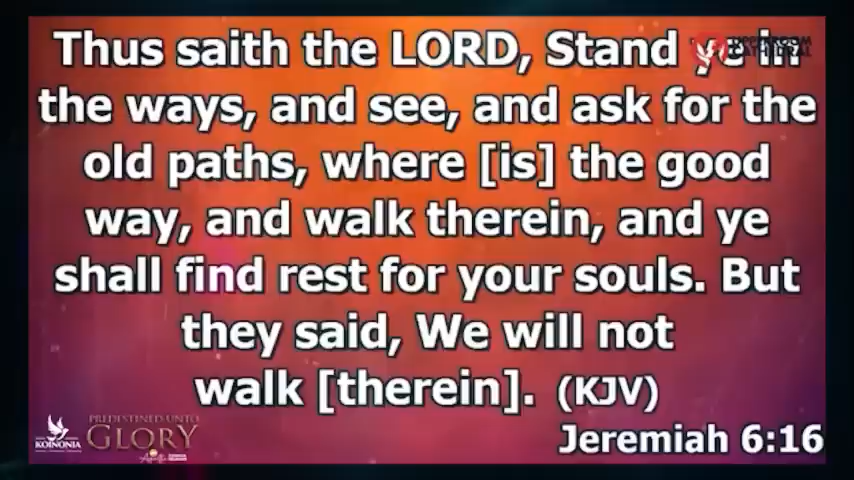 Thus saith the LORD, Stand ye in
the ways, and see, and ask for the
old paths, where [is] the good
way, and walk therein, and ye
shall find rest for your souls. But
they said, We will not
walk [therein]. (KJV)
Jeremiah 6:16
UPPERROOM
CATHEDRAL
KOINONIA
PREDESTINED UNTO
GLORY